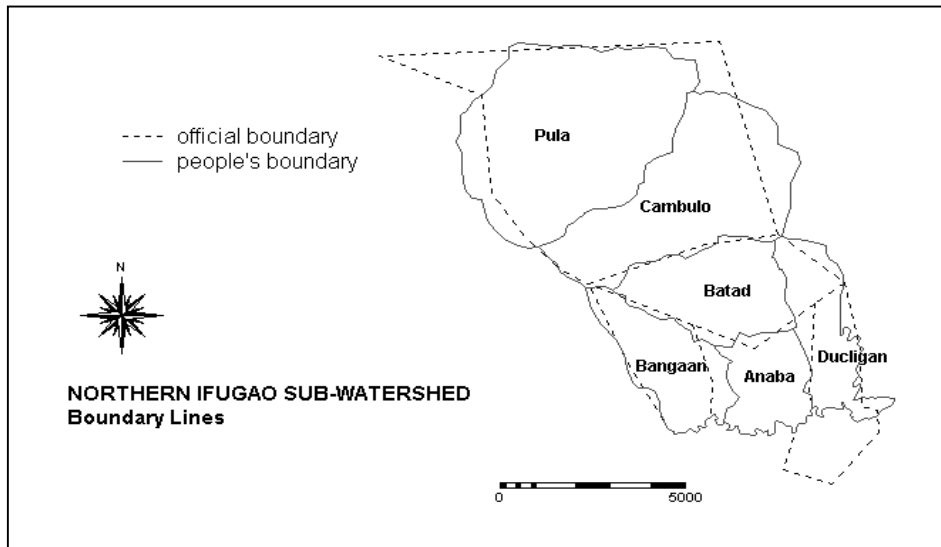 official boundary
people's boundary
Pula
Cambulo
Batad
Bangaan
Anaba
Ducligan
N
NORTHERN IFUGAO SUB-WATERSHED
Boundary Lines
0 5000